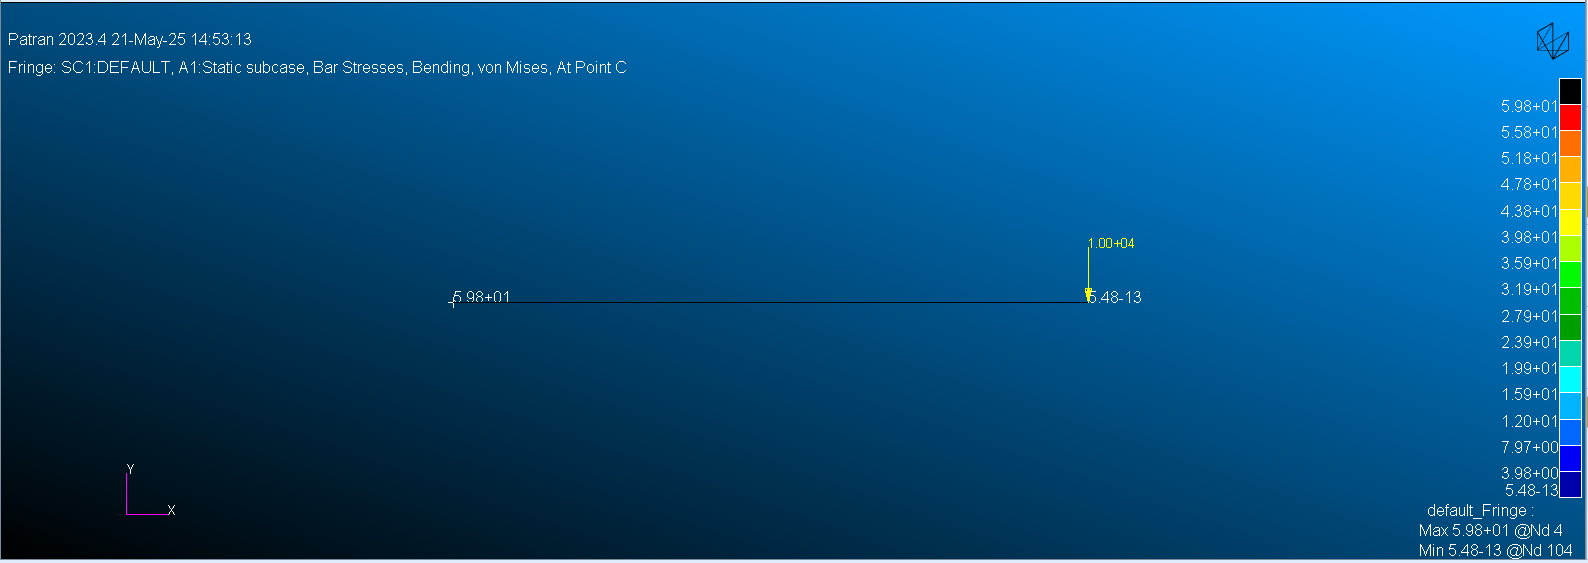 Patran 2023.4 21-May-25 14:53:13
Fringe: SC1:DEFAULT, A1:Static subcase, Bar Stresses, Bending, von Mises, At Point C
5.98+01
5.58+01
5.18+01
4.78+01
4.38+01
3.98+01
3.59+01
3.19+01
2.79+01
2.39+01
1.99+01
1.59+01
1.20+01
7.97+00
3.98+00
5.48-13
1.00+04
5.98+01
5.48-13
Y
X
default_Fringe :
Max 5.98+01 @Nd 4
Min 5.48-13 @Nd 104